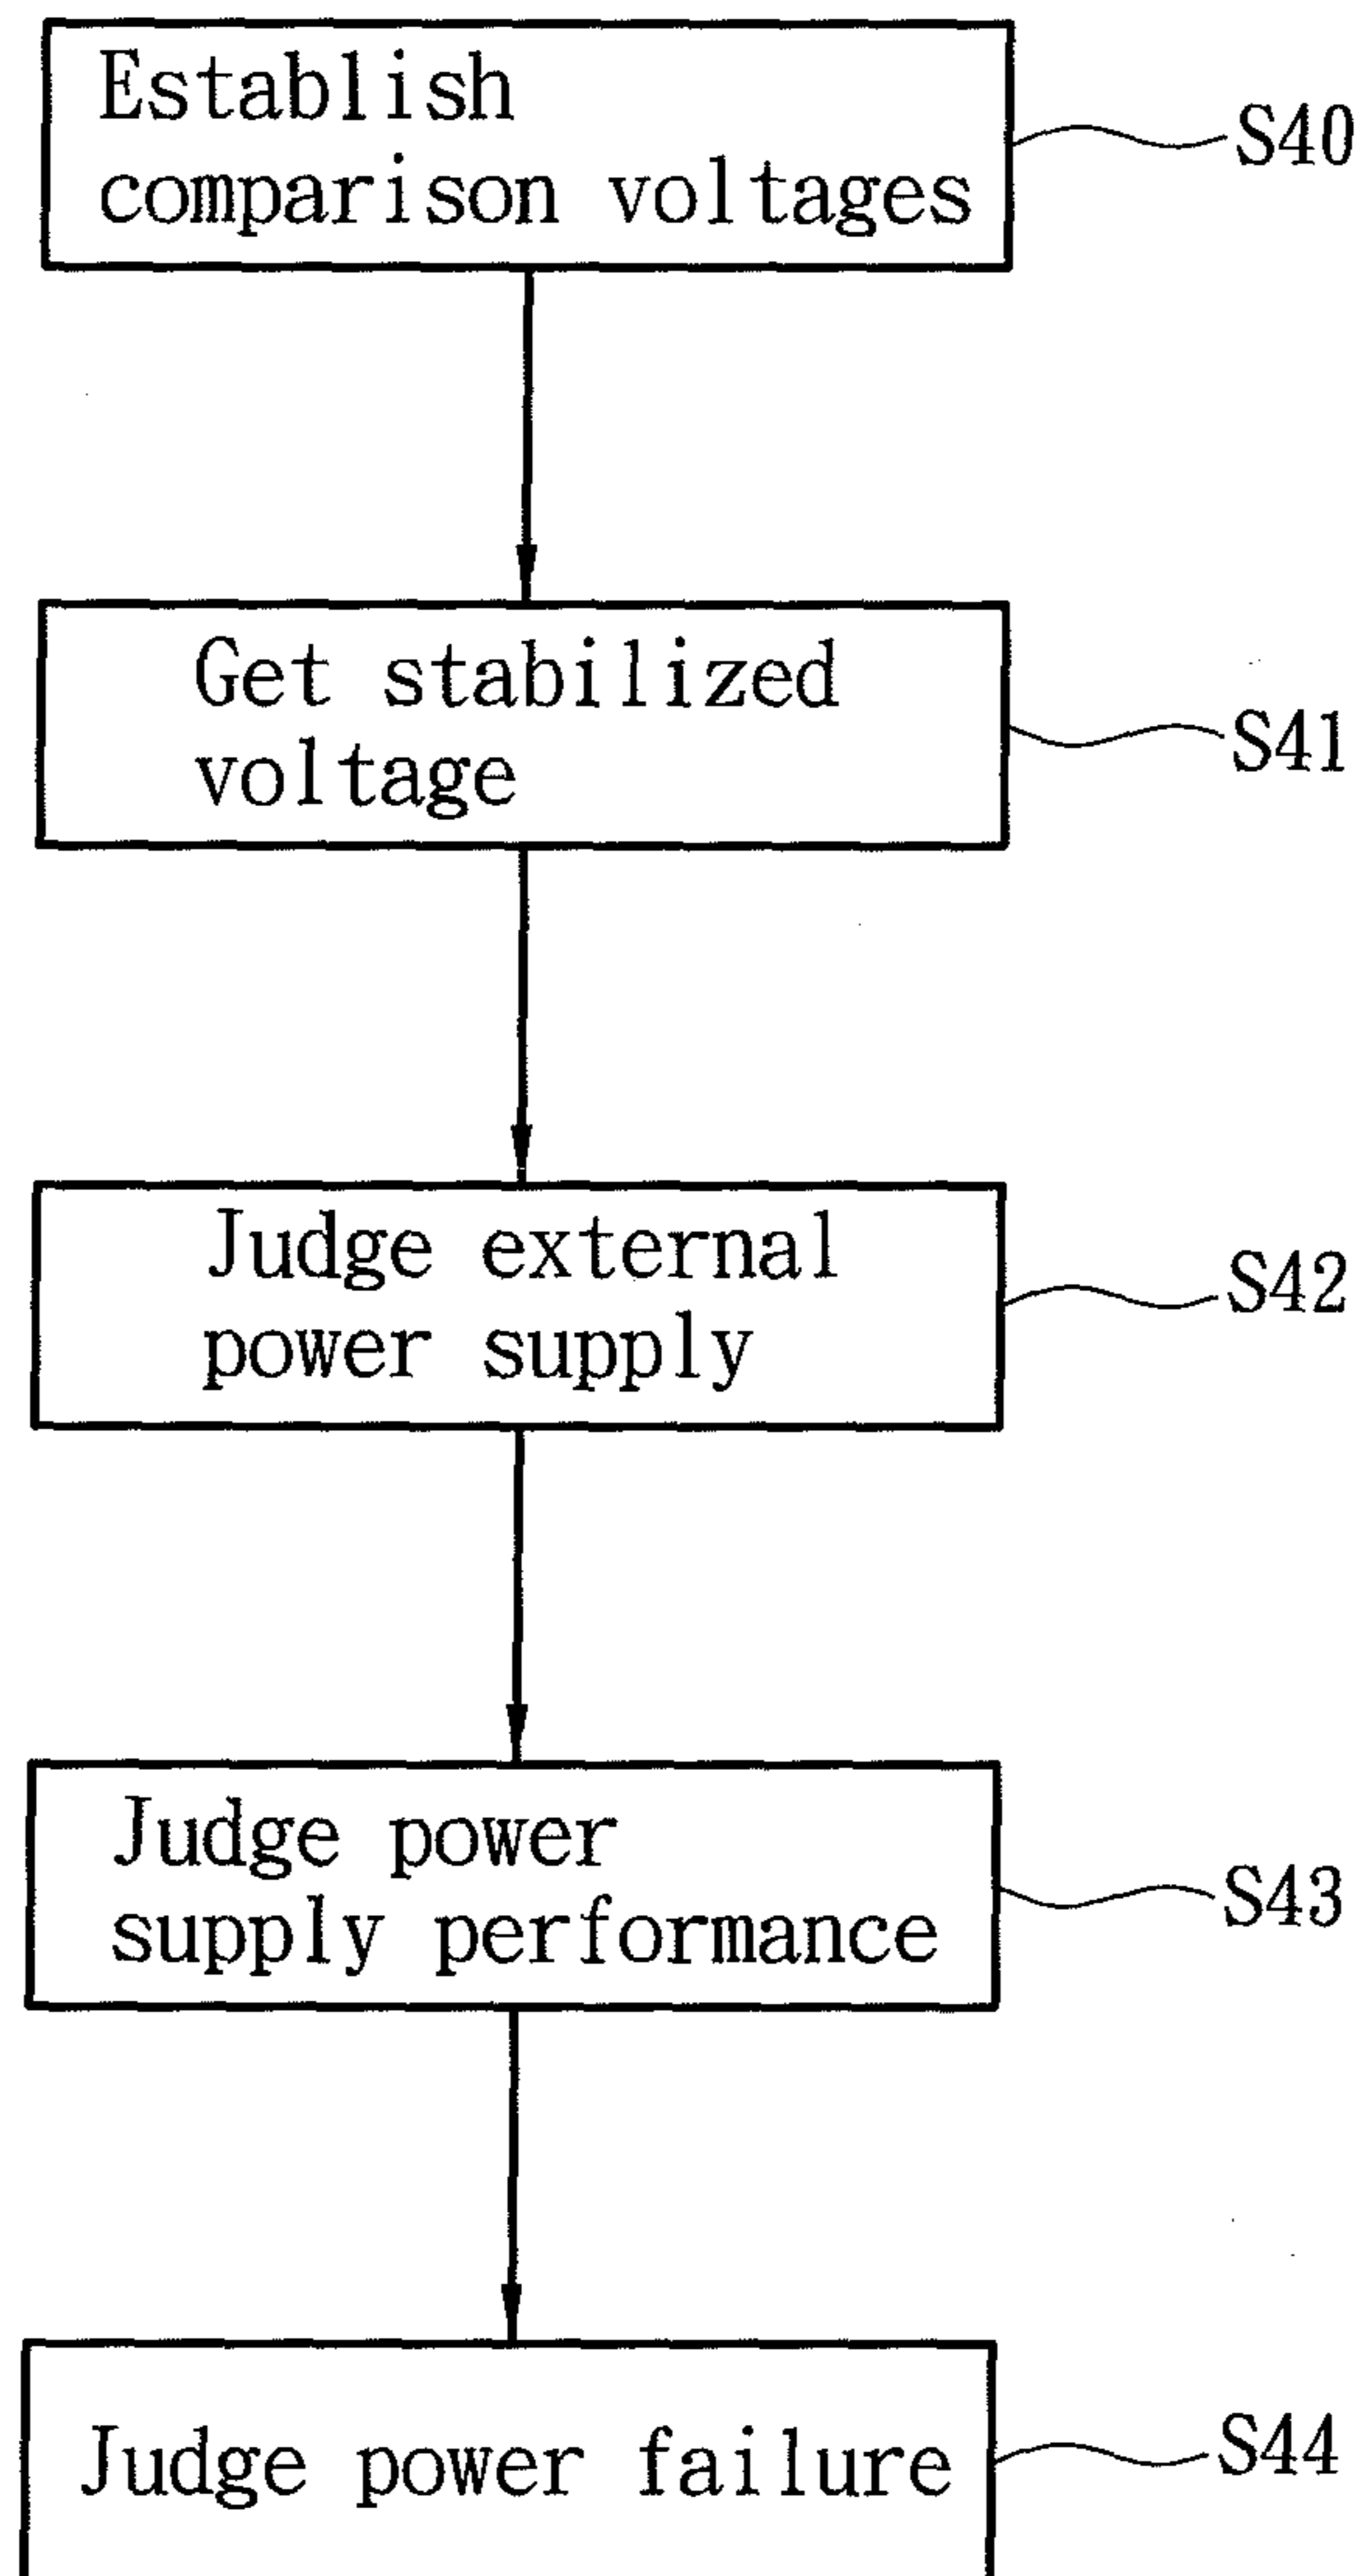 Establish
comparison voltages
S40
Get stabilized
voltage
S41
Judge external
power supply
S42
Judge power
supply performance
S43
Judge power failure
S44